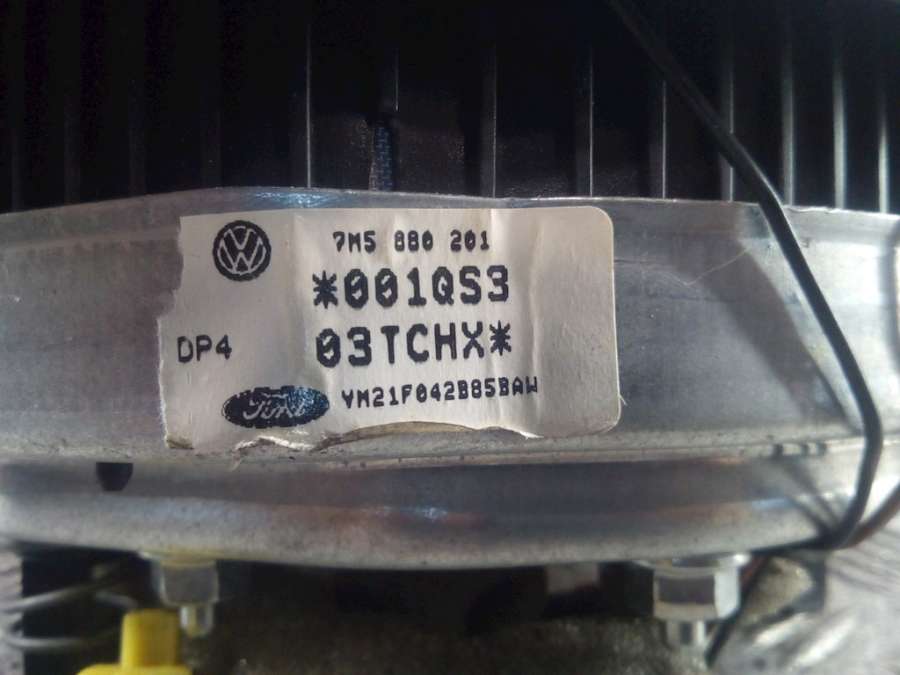 7M5 880 201
*001QS3
DP4 03TCHX*
Ford YM21F042B85BAW